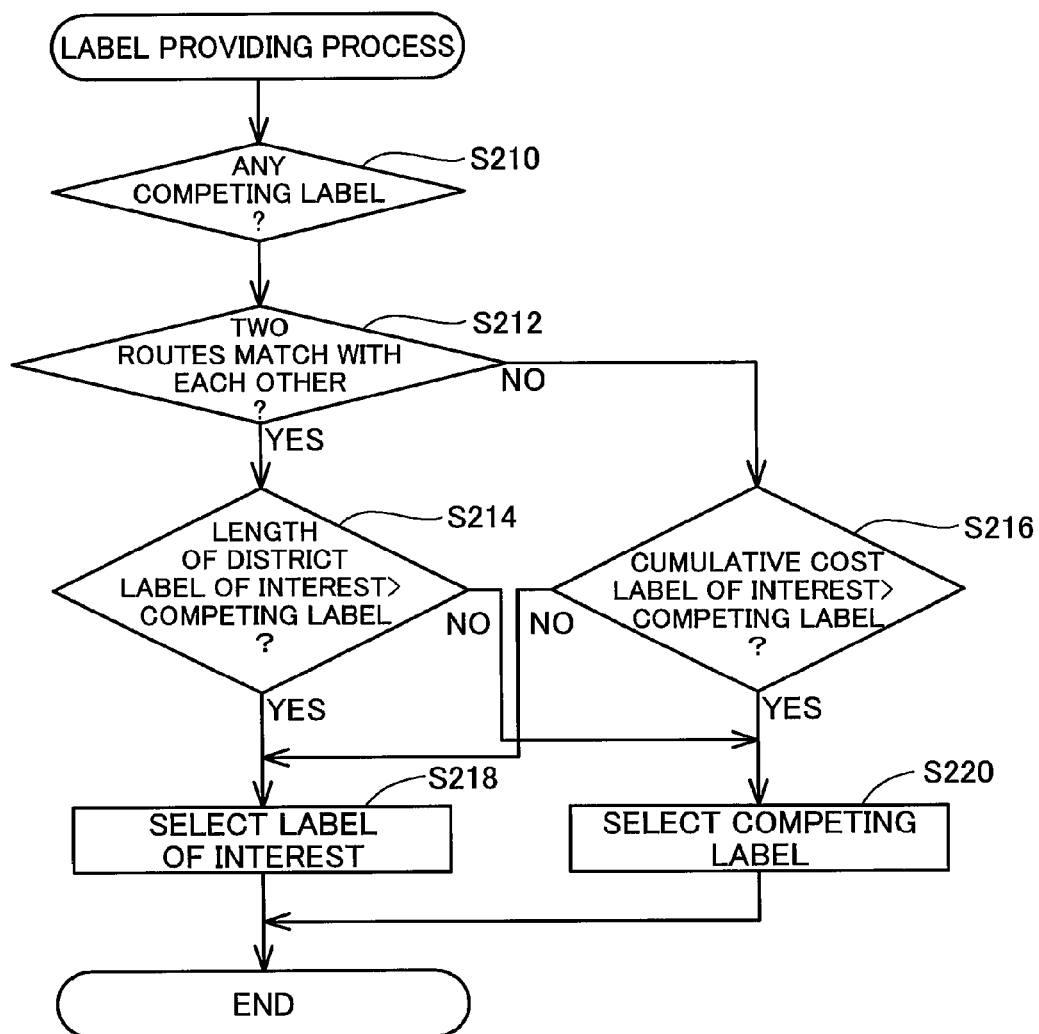 LABEL PROVIDING PROCESS
S210
ANY
COMPETING LABEL
?
S212
TWO
ROUTES MATCH WITH
EACH OTHER
?
NO
YES
S214
LENGTH
OF DISTRICT
LABEL OF INTEREST>
COMPETING LABEL
?
NO
YES
S216
CUMULATIVE COST
LABEL OF INTEREST>
COMPETING LABEL
?
NO
YES
S218
SELECT LABEL
OF INTEREST
S220
SELECT COMPETING
LABEL
END